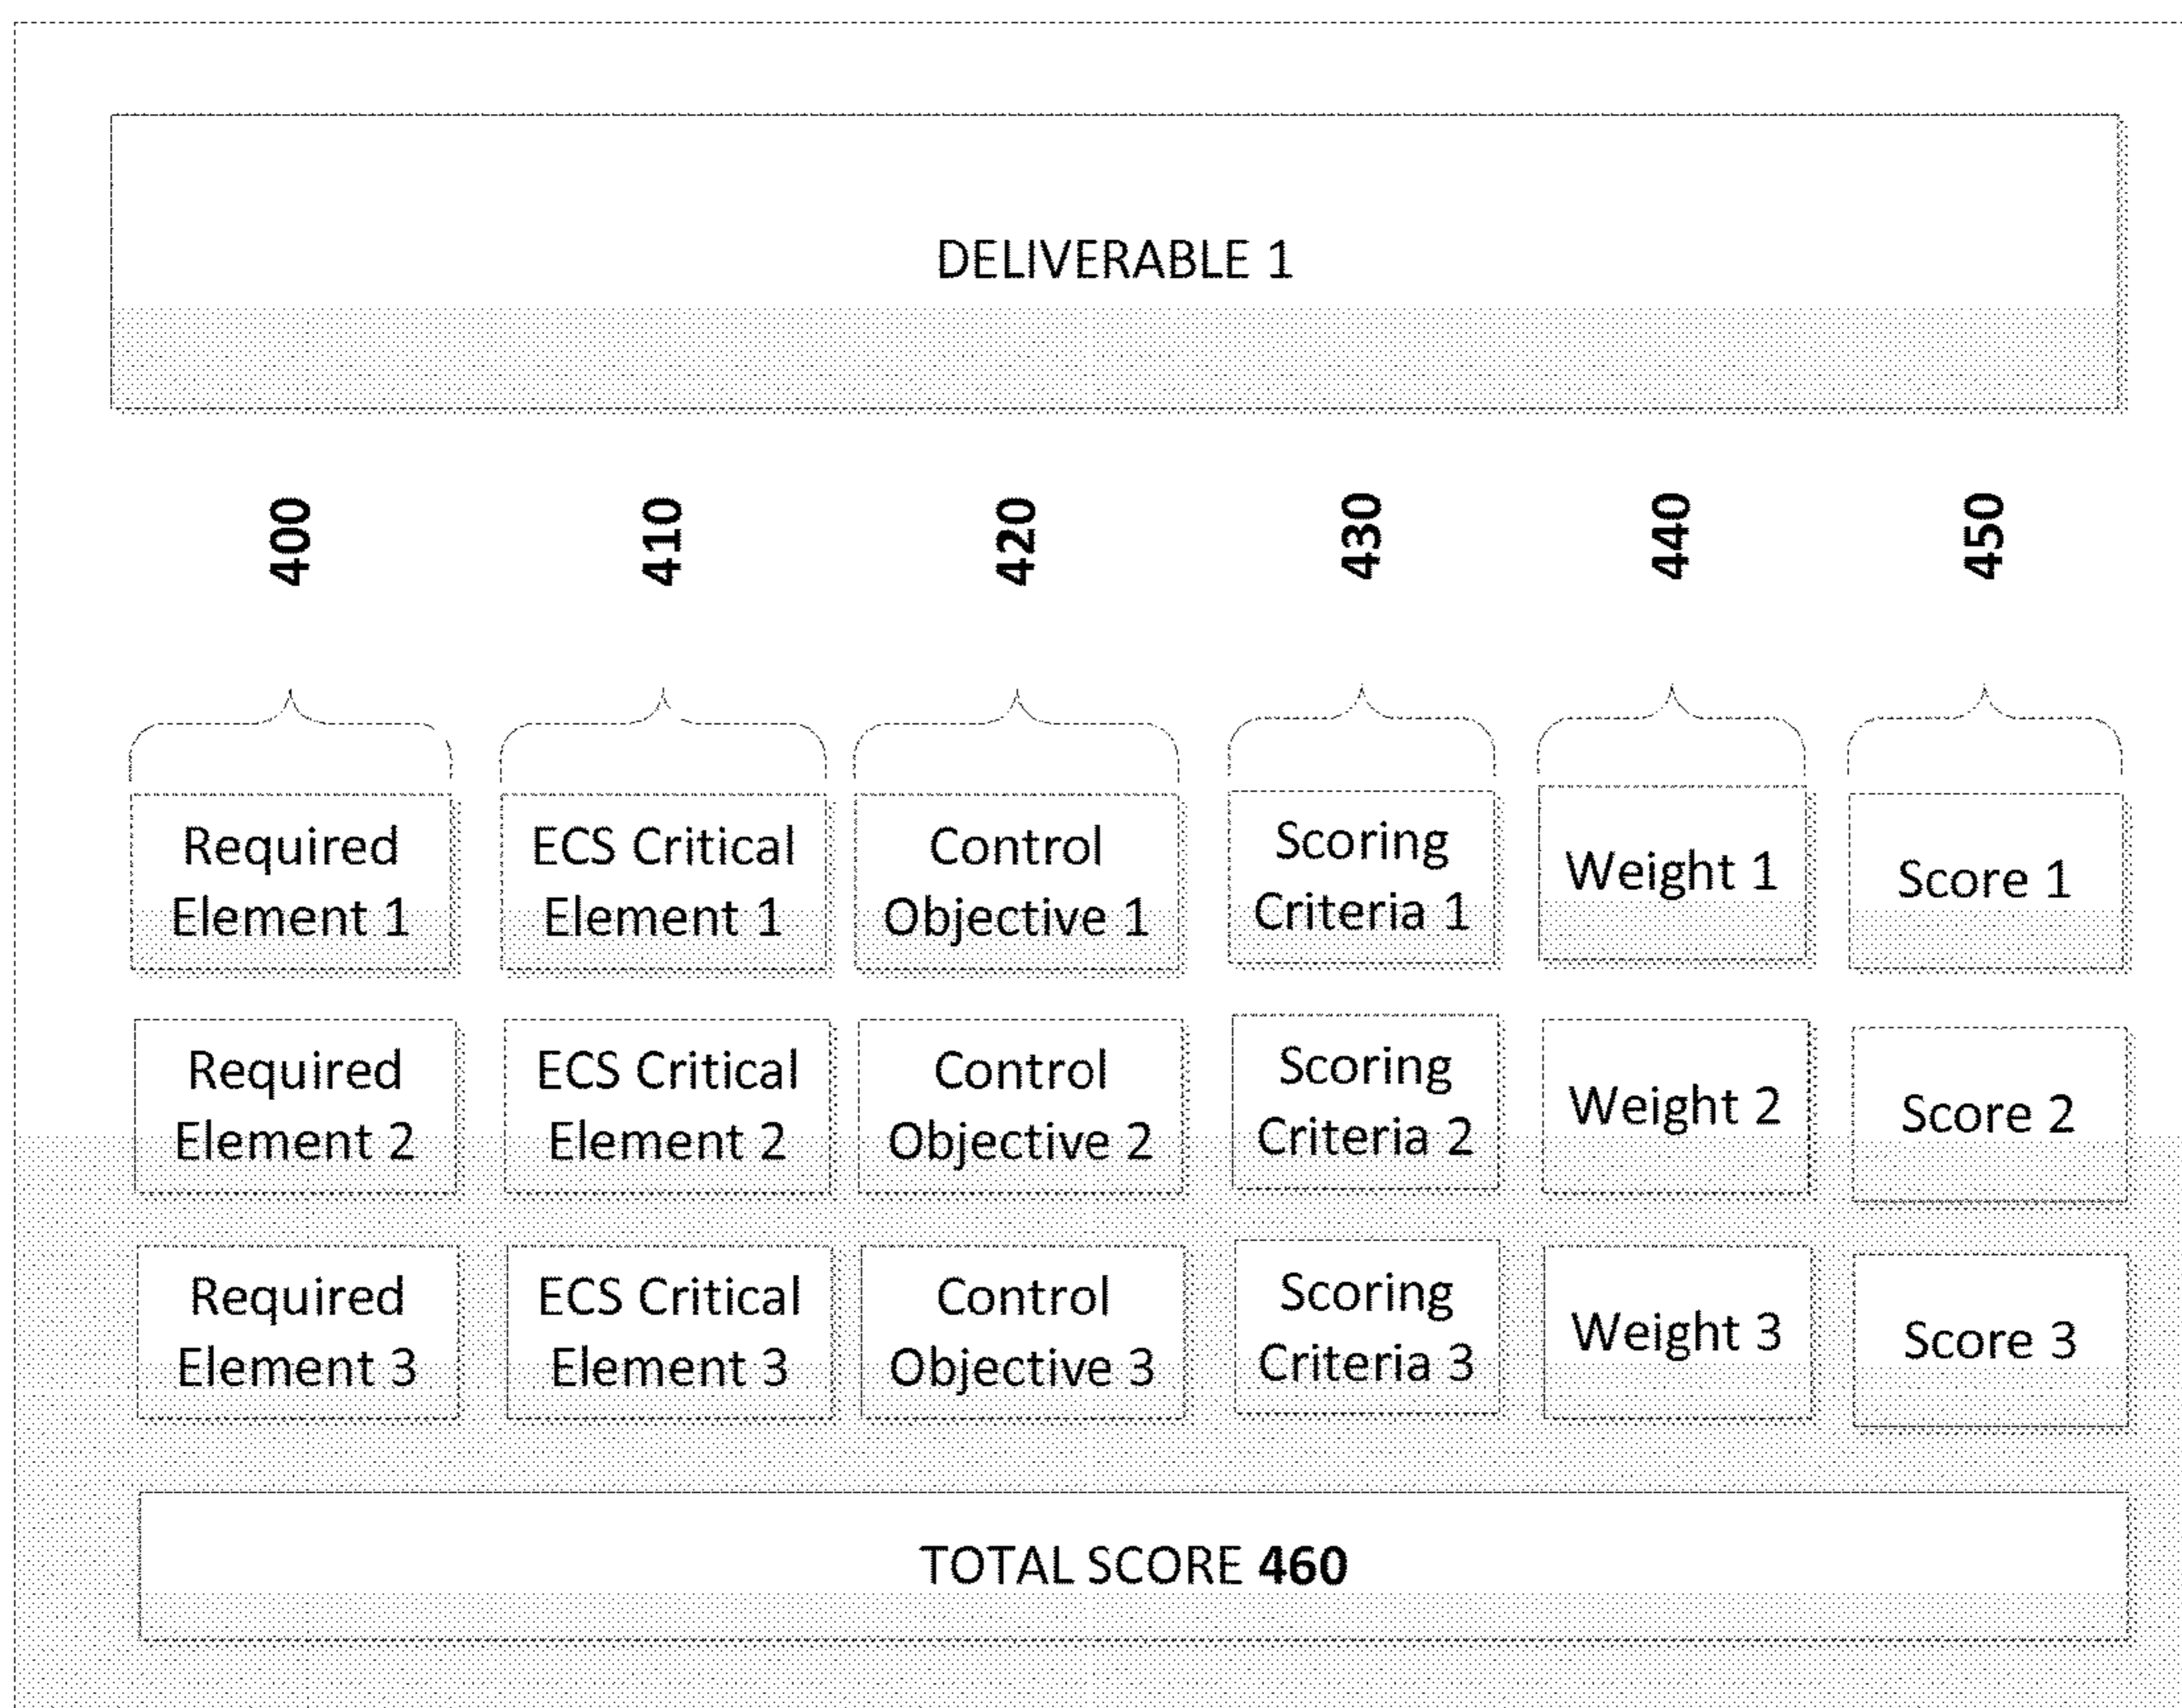 DELIVERABLE 1
400
410
420
430
440
450
Required
Element 1
ECS Critical
Element 1
Control
Objective 1
Scoring
Criteria 1
Weight 1
Score 1
Required
Element 2
ECS Critical
Element 2
Control
Objective 2
Scoring
Criteria 2
Weight 2
Score 2
Required
Element 3
ECS Critical
Element 3
Control
Objective 3
Scoring
Criteria 3
Weight 3
Score 3
TOTAL SCORE 460